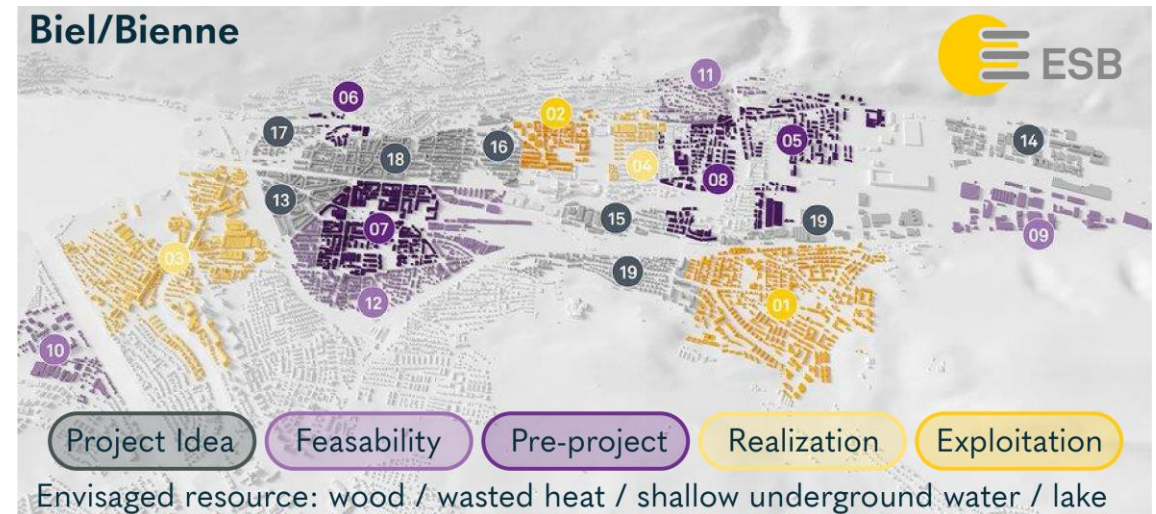 Biel/Bienne
ESB
11
06
02
17
05
14
16
18
04
08
13
15
19
07
09
03
19
12
01
10
Project Idea
Feasability
Pre-project
Realization
Exploitation
Envisaged resource: wood / wasted heat / shallow underground water / lake